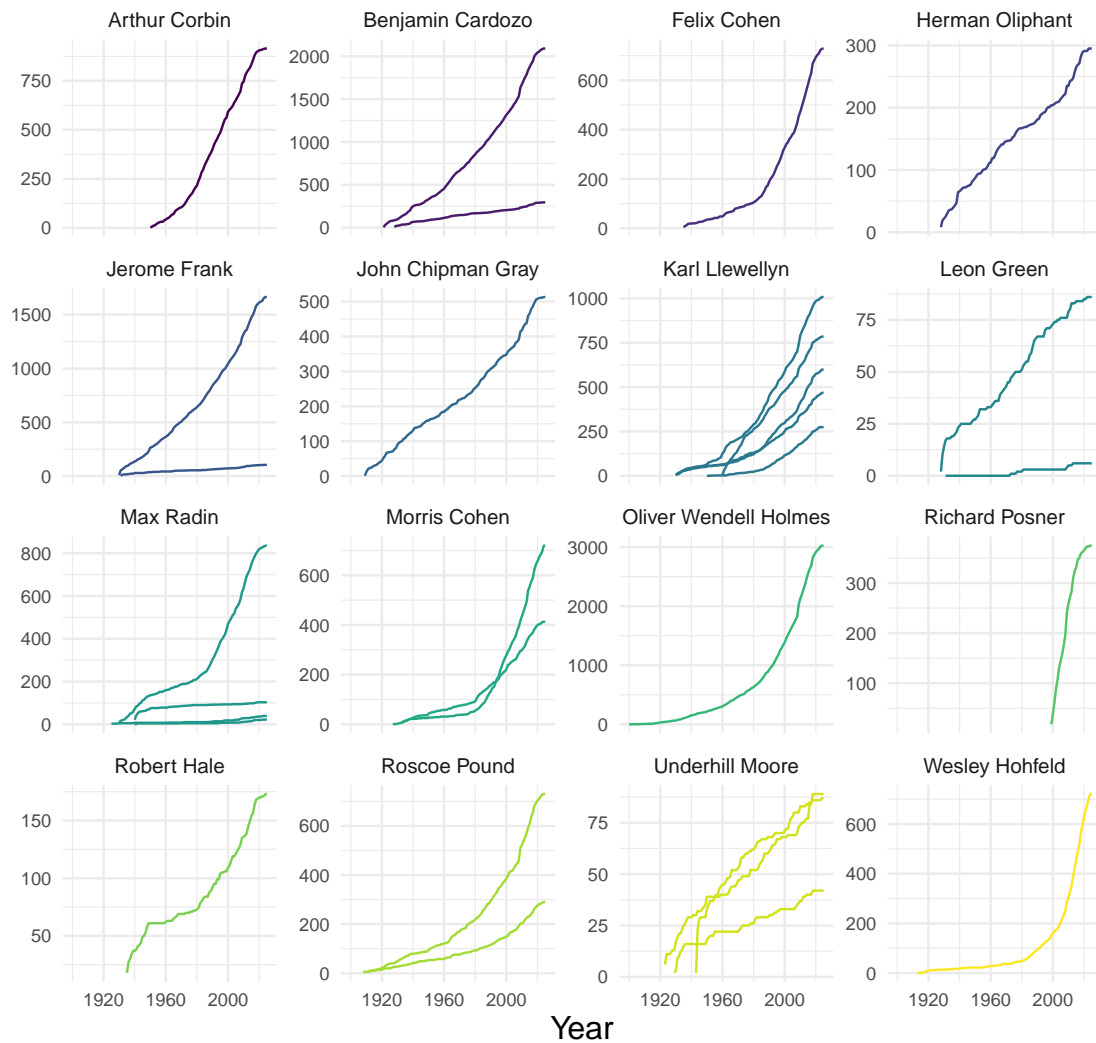 Arthur Corbin Benjamin Cardozo Felix Cohen Herman Oliphant
750 500 250 0
2000 1500 1000 500 0
600 400 200 0
300 200 100 0
Jerome Frank John Chipman Gray Karl Llewellyn Leon Green
1500 1000 500 0
500 400 300 200 100 0
1000 750 500 250 0
75 50 25 0
Max Radin Morris Cohen Oliver Wendell Holmes Richard Posner
800 600 400 200 0
600 400 200 0
3000 2000 1000 0
300 200 100
Robert Hale Roscoe Pound Underhill Moore Wesley Hohfeld
150 100 50
600 400 200 0
75 50 25 0
600 400 200 0
1920 1960 2000 1920 1960 2000 1920 1960 2000 1920 1960 2000
Year